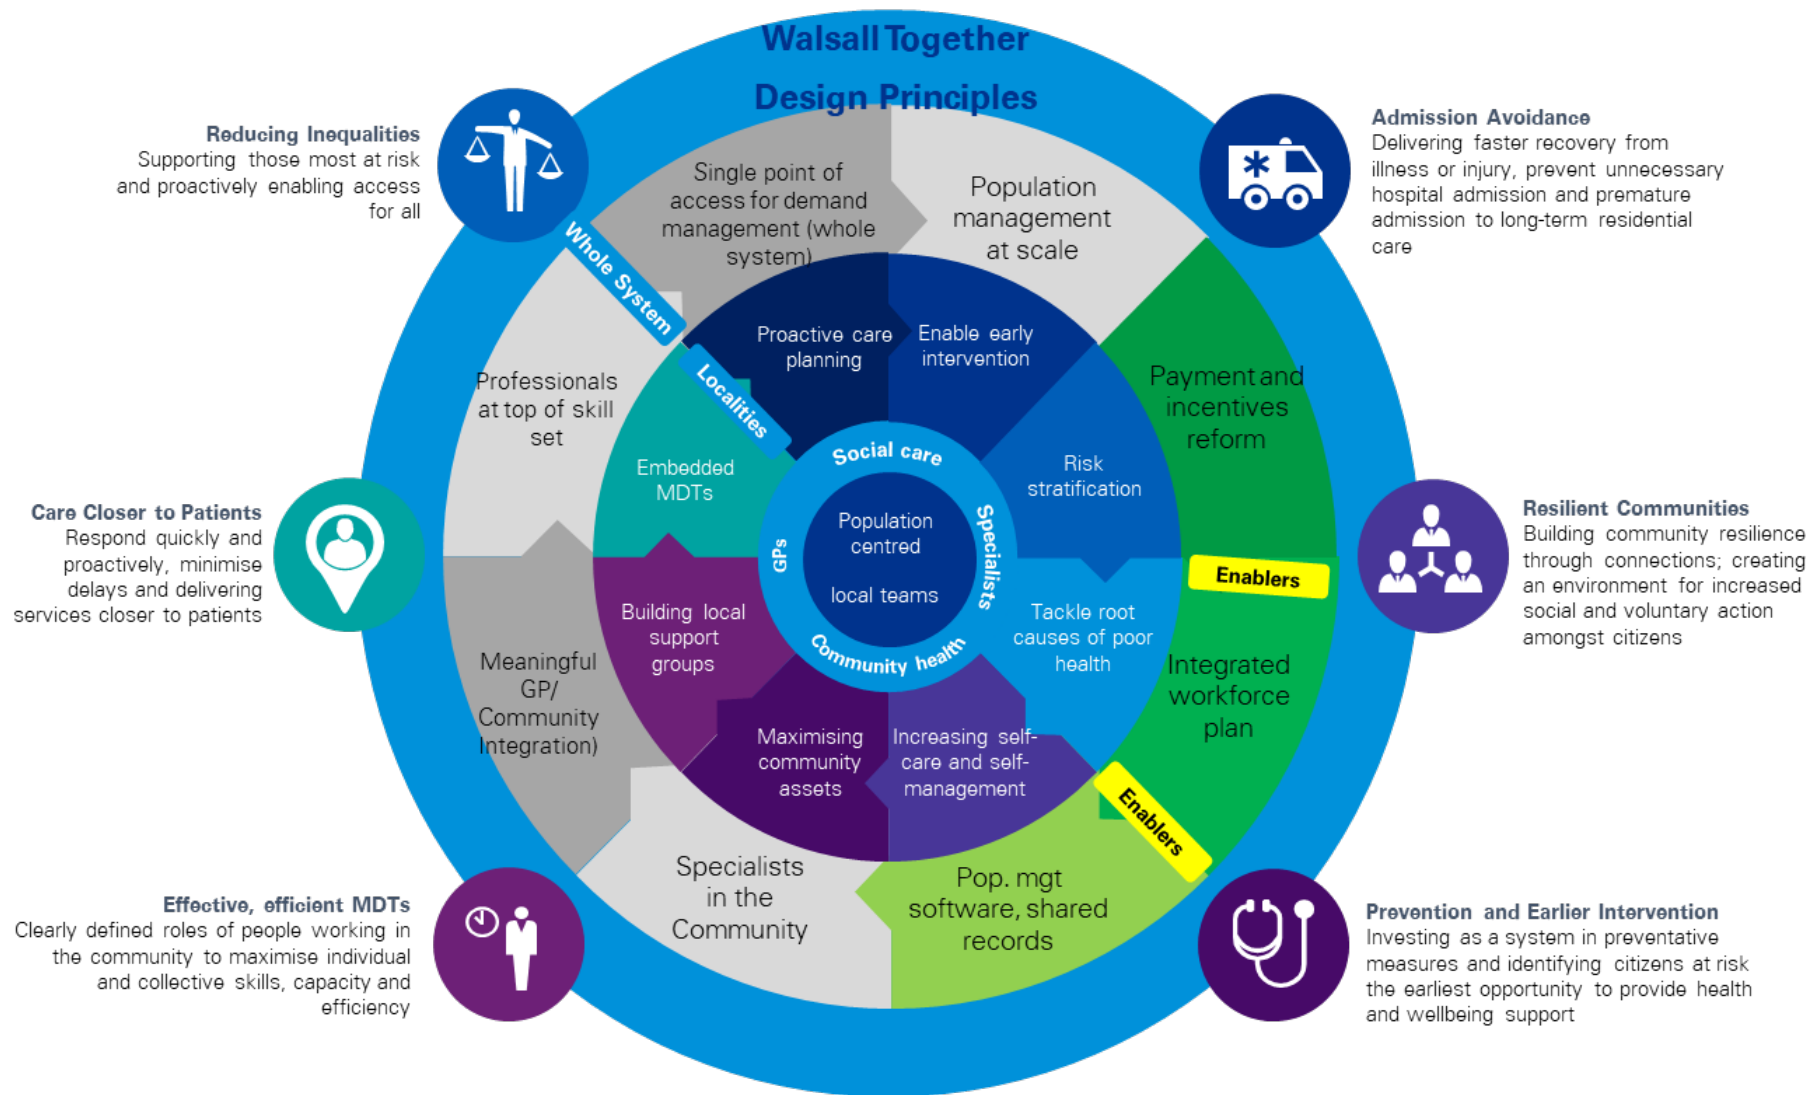 Walsall Together
Design Principles
Reducing Inequalities
Supporting those most at risk
and proactively enabling access
for all
Admission Avoidance
Delivering faster recovery from
illness or injury, prevent unnecessary
hospital admission and premature
admission to long-term residential
care
Care Closer to Patients
Respond quickly and
proactively, minimise
delays and delivering
services closer to patients
Resilient Communities
Building community resilience
through connections; creating
an environment for increased
social and voluntary action
amongst citizens
Effective, efficient MDTs
Clearly defined roles of people working in
the community to maximise individual
and collective skills, capacity and
efficiency
Prevention and Earlier Intervention
Investing as a system in preventative
measures and identifying citizens at risk
the earliest opportunity to provide health
and wellbeing support
Whole System
Single point of
access for demand
management (whole
system)
Population
management
at scale
Payment and
incentives
reform
Enablers
Integrated
workforce
plan
Enablers
Pop. mgt
software, shared
records
Specialists
in the
Community
Meaningful
GP/
Community
Integration)
Professionals
at top of skill
set
Localities
Proactive care
planning
Enable early
intervention
Risk
stratification
Tackle root
causes of poor
health
Increasing self-
care and self-
management
Maximising
community
assets
Building local
support
groups
Embedded
MDTs
Social care
Specialists
Community health
GPs
Population
centred
local teams